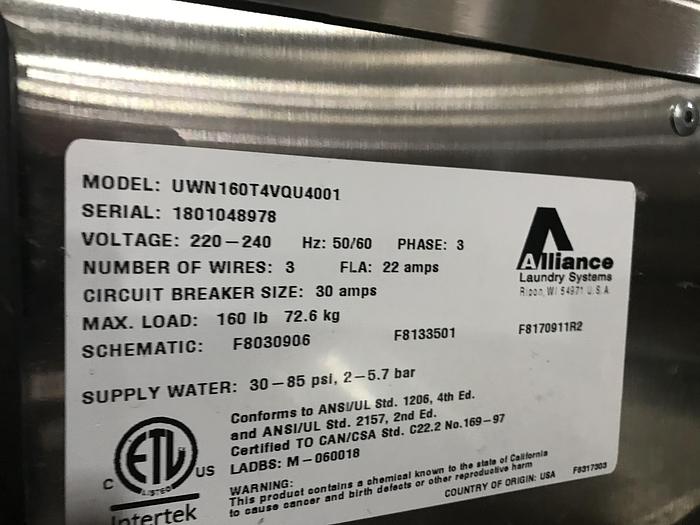 MODEL: UWN160T4VQU4001
SERIAL: 1801048978
VOLTAGE: 220-240 Hz: 50/60 PHASE: 3
NUMBER OF WIRES: 3 FLA: 22 amps
CIRCUIT BREAKER SIZE: 30 amps
MAX. LOAD: 160 lb 72.6 kg
SCHEMATIC: F8030906 F8133501 F8170911R2
Alliance
Laundry Systems
Ripon, WI 54971 U.S.A.
SUPPLY WATER: 30-85 psi, 2-5.7 bar
Conforms to ANSI/UL Std. 1206, 4th Ed.
and ANSI/UL Std. 2157, 2nd Ed.
Certified TO CAN/CSA Std. C22.2 No.169-97
LADBS: M-060018
C ETL US
LISTED
Intertek
WARNING:
This product contains a chemical known to the state of California
to cause cancer and birth defects or other reproductive harm
COUNTRY OF ORIGIN: USA F8317303